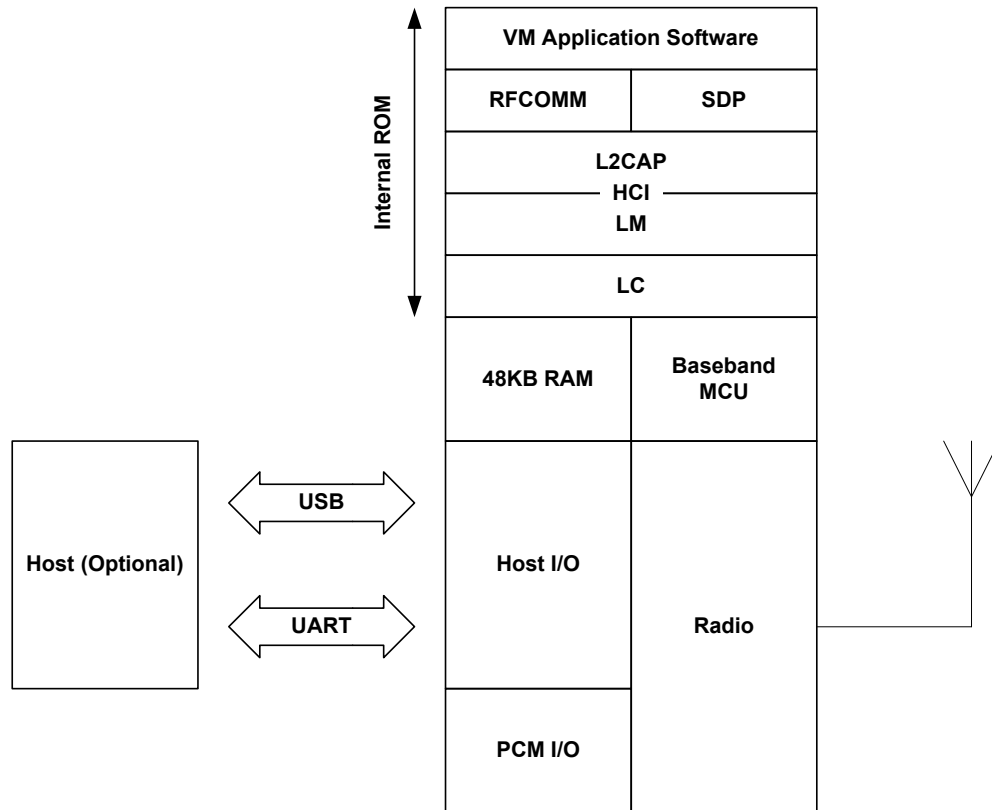 VM Application Software
RFCOMM
SDP
Internal ROM
L2CAP
HCI
LM
LC
48KB RAM
Baseband
MCU
USB
Host (Optional)
Host I/O
UART
Radio
PCM I/O